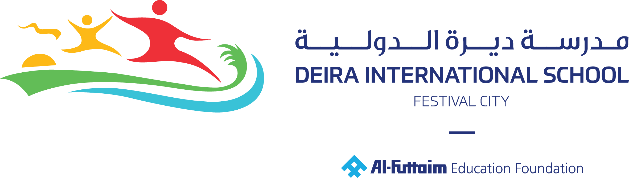 مدرسة ديرة الدولية
DEIRA INTERNATIONAL SCHOOL
FESTIVAL CITY
Al-Futtaim Education Foundation